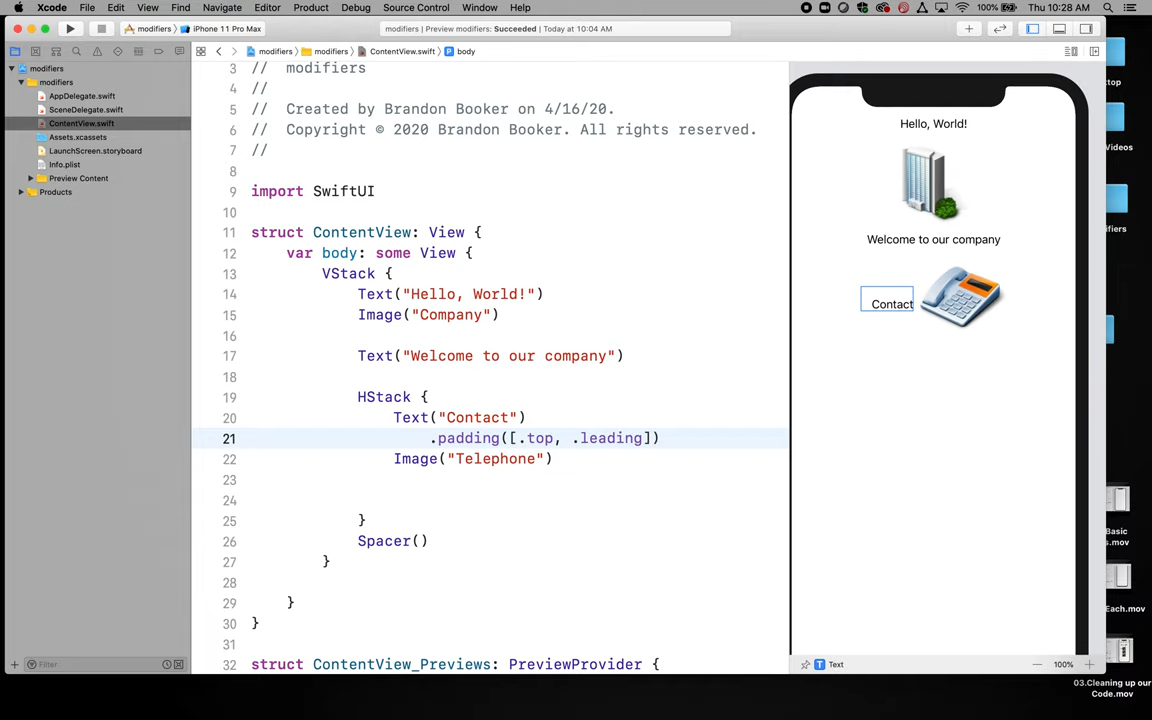 Xcode File Edit View Find Navigate Editor Product Debug Source Control Window Help 100% Thu 10:28 AM
modifiers iPhone 11 Pro Max modifiers | Preview modifiers: Succeeded | Today at 10:04 AM
modifiers modifiers ContentView.swift body
modifiers
modifiers
AppDelegate.swift
SceneDelegate.swift
ContentView.swift
Assets.xcassets
LaunchScreen.storyboard
Info.plist
Preview Content
Products
Filter
3 // modifiers
4 //
5 // Created by Brandon Booker on 4/16/20.
6 // Copyright © 2020 Brandon Booker. All rights reserved.
7 //
8
9 import SwiftUI
10
11 struct ContentView: View {
12 var body: some View {
13 VStack {
14 Text("Hello, World!")
15 Image("Company")
16
17 Text("Welcome to our company")
18
19 HStack {
20 Text("Contact")
21 .padding([.top, .leading])
22 Image("Telephone")
23
24
25 }
26 Spacer()
27 }
28
29 }
30 }
31
32 struct ContentView_Previews: PreviewProvider {
Hello, World!
Welcome to our company
Contact
T Text
100%
top
Videos
ifiers
Basic
s.mov
Each.mov
03.Cleaning up our
Code.mov